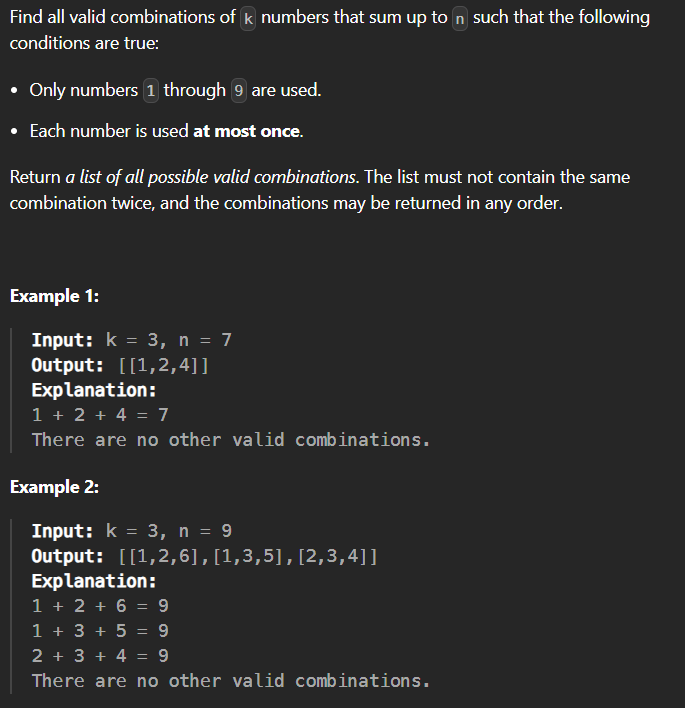 Find all valid combinations of k numbers that sum up to n such that the following
conditions are true:
• Only numbers 1 through 9 are used.
• Each number is used at most once.
Return a list of all possible valid combinations. The list must not contain the same
combination twice, and the combinations may be returned in any order.
Example 1:
Input: k = 3, n = 7
Output: [[1,2,4]]
Explanation:
1 + 2 + 4 = 7
There are no other valid combinations.
Example 2:
Input: k = 3, n = 9
Output: [[1,2,6],[1,3,5],[2,3,4]]
Explanation:
1 + 2 + 6 = 9
1 + 3 + 5 = 9
2 + 3 + 4 = 9
There are no other valid combinations.